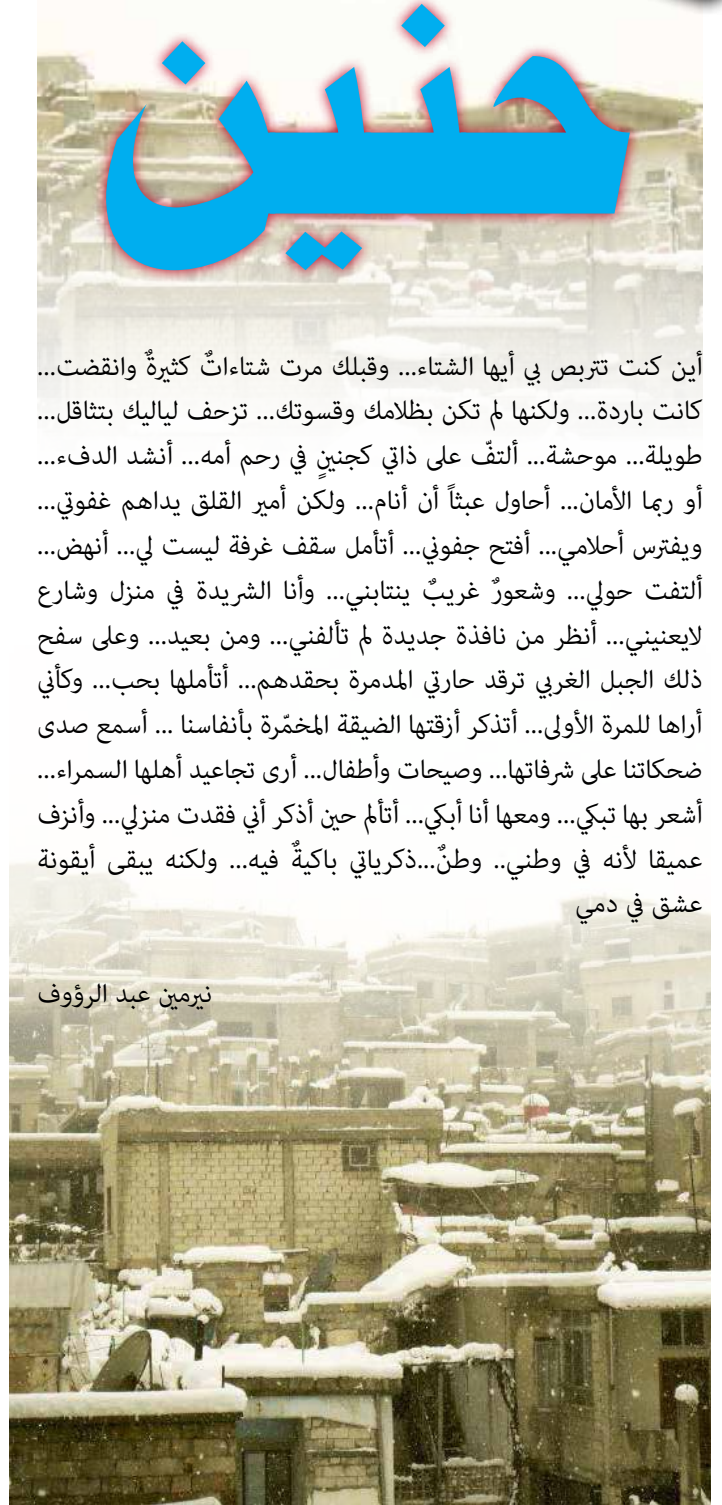 حنين
أين كنت تتربص بي أيها الشتاء... وقبلك مرت شتاءاتٌ كثيرةٌ وانقضت...
كانت باردة... ولكنها لم تكن بظلامك وقسوتك... تزحف لياليك بتثاقل...
طويلة... موحشة... ألتفّ على ذاتي كجنينٍ في رحم أمه... أنشد الدفء...
أو ربما الأمان... أحاول عبثاً أن أنام... ولكن أمير القلق يداهم غفوتي...
ويفترس أحلامي... أفتح جفوني... أتأمل سقف غرفة ليست لي... أنهض...
ألتفت حولي... وشعورٌ غريبٌ ينتابني... وأنا الشريدة في منزل وشارع
لايعنيني... أنظر من نافذة جديدة لم تألفني... ومن بعيد... وعلى سفح
ذلك الجبل الغربي ترقد حارتي المدمرة بحقدهم... أتأملها بحب... وكأني
أراها للمرة الأولى... أتذكر أزقتها الضيقة المخمّرة بأنفاسنا ... أسمع صدى
ضحكاتنا على شرفاتها... وصيحات وأطفال... أرى تجاعيد أهلها السمراء...
أشعر بها تبكي... ومعها أنا أبكي... أتألم حين أذكر أني فقدت منزلي... وأنزف
عميقا لأنه في وطني.. وطنٌ...ذكرياتي باكيةٌ فيه... ولكنه يبقى أيقونة
عشق في دمي
نيرمين عبد الرؤوف